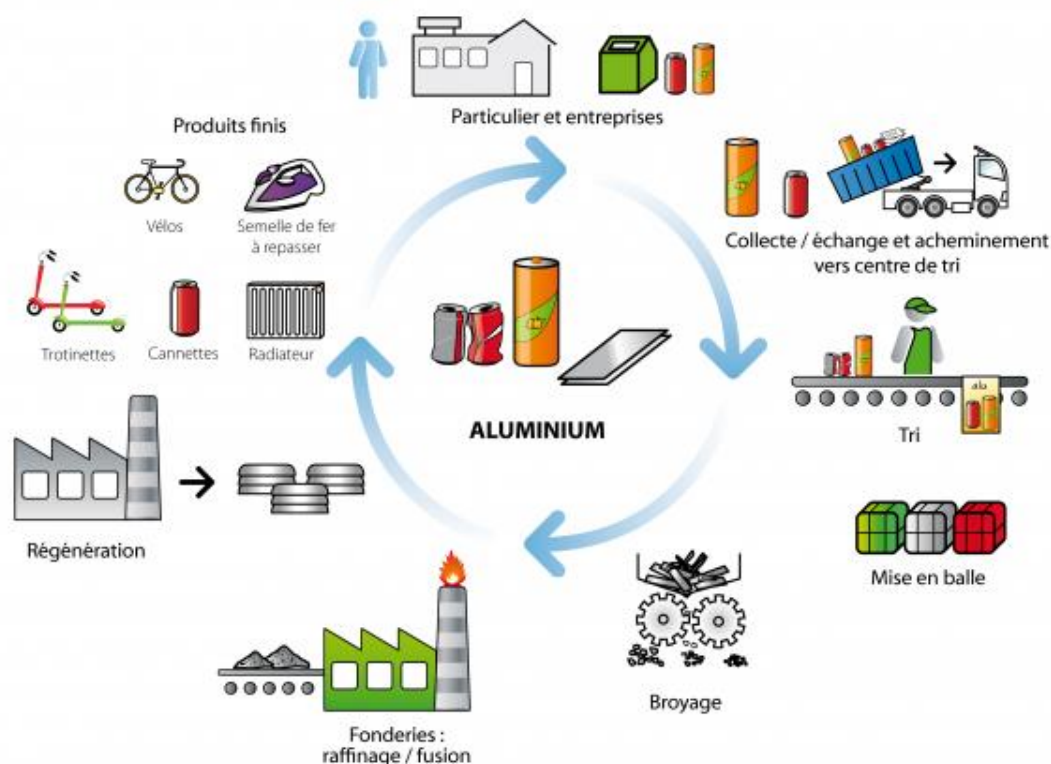 Particulier et entreprises
Produits finis
Vélos
Semelle de fer
à repasser
Trotinettes
Cannettes
Radiateur
Collecte / échange et acheminement
vers centre de tri
alu
Tri
ALUMINIUM
Mise en balle
Broyage
Fonderies :
raffinage / fusion
Régénération